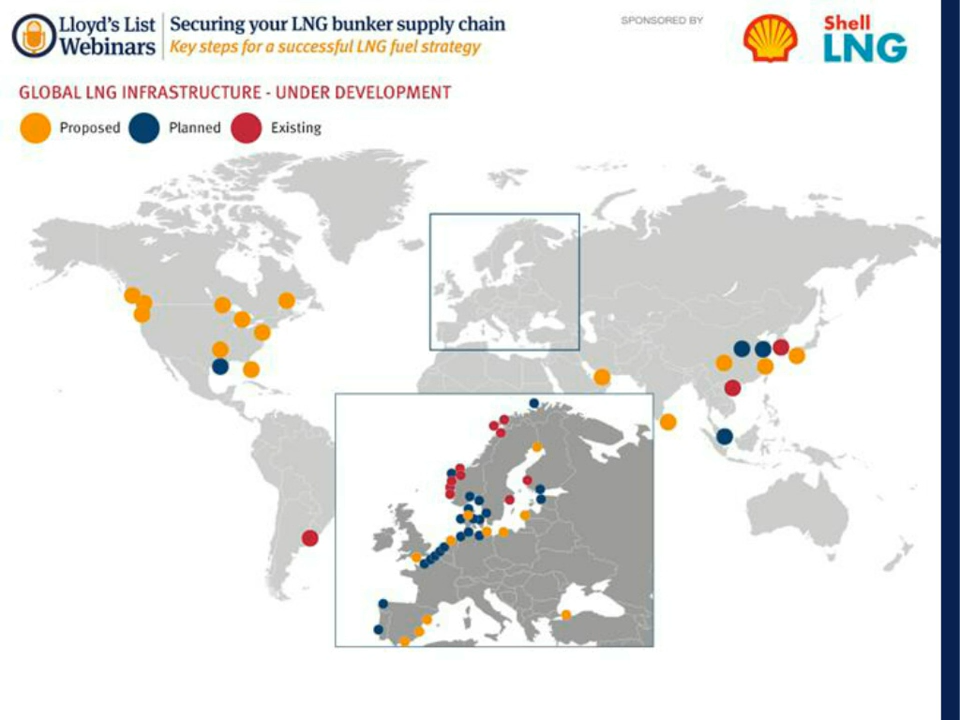 Lloyd's List
Webinars
Securing your LNG bunker supply chain
Key steps for a successful LNG fuel strategy
SPONSORED BY
Shell
LNG
GLOBAL LNG INFRASTRUCTURE - UNDER DEVELOPMENT
Proposed
Planned
Existing